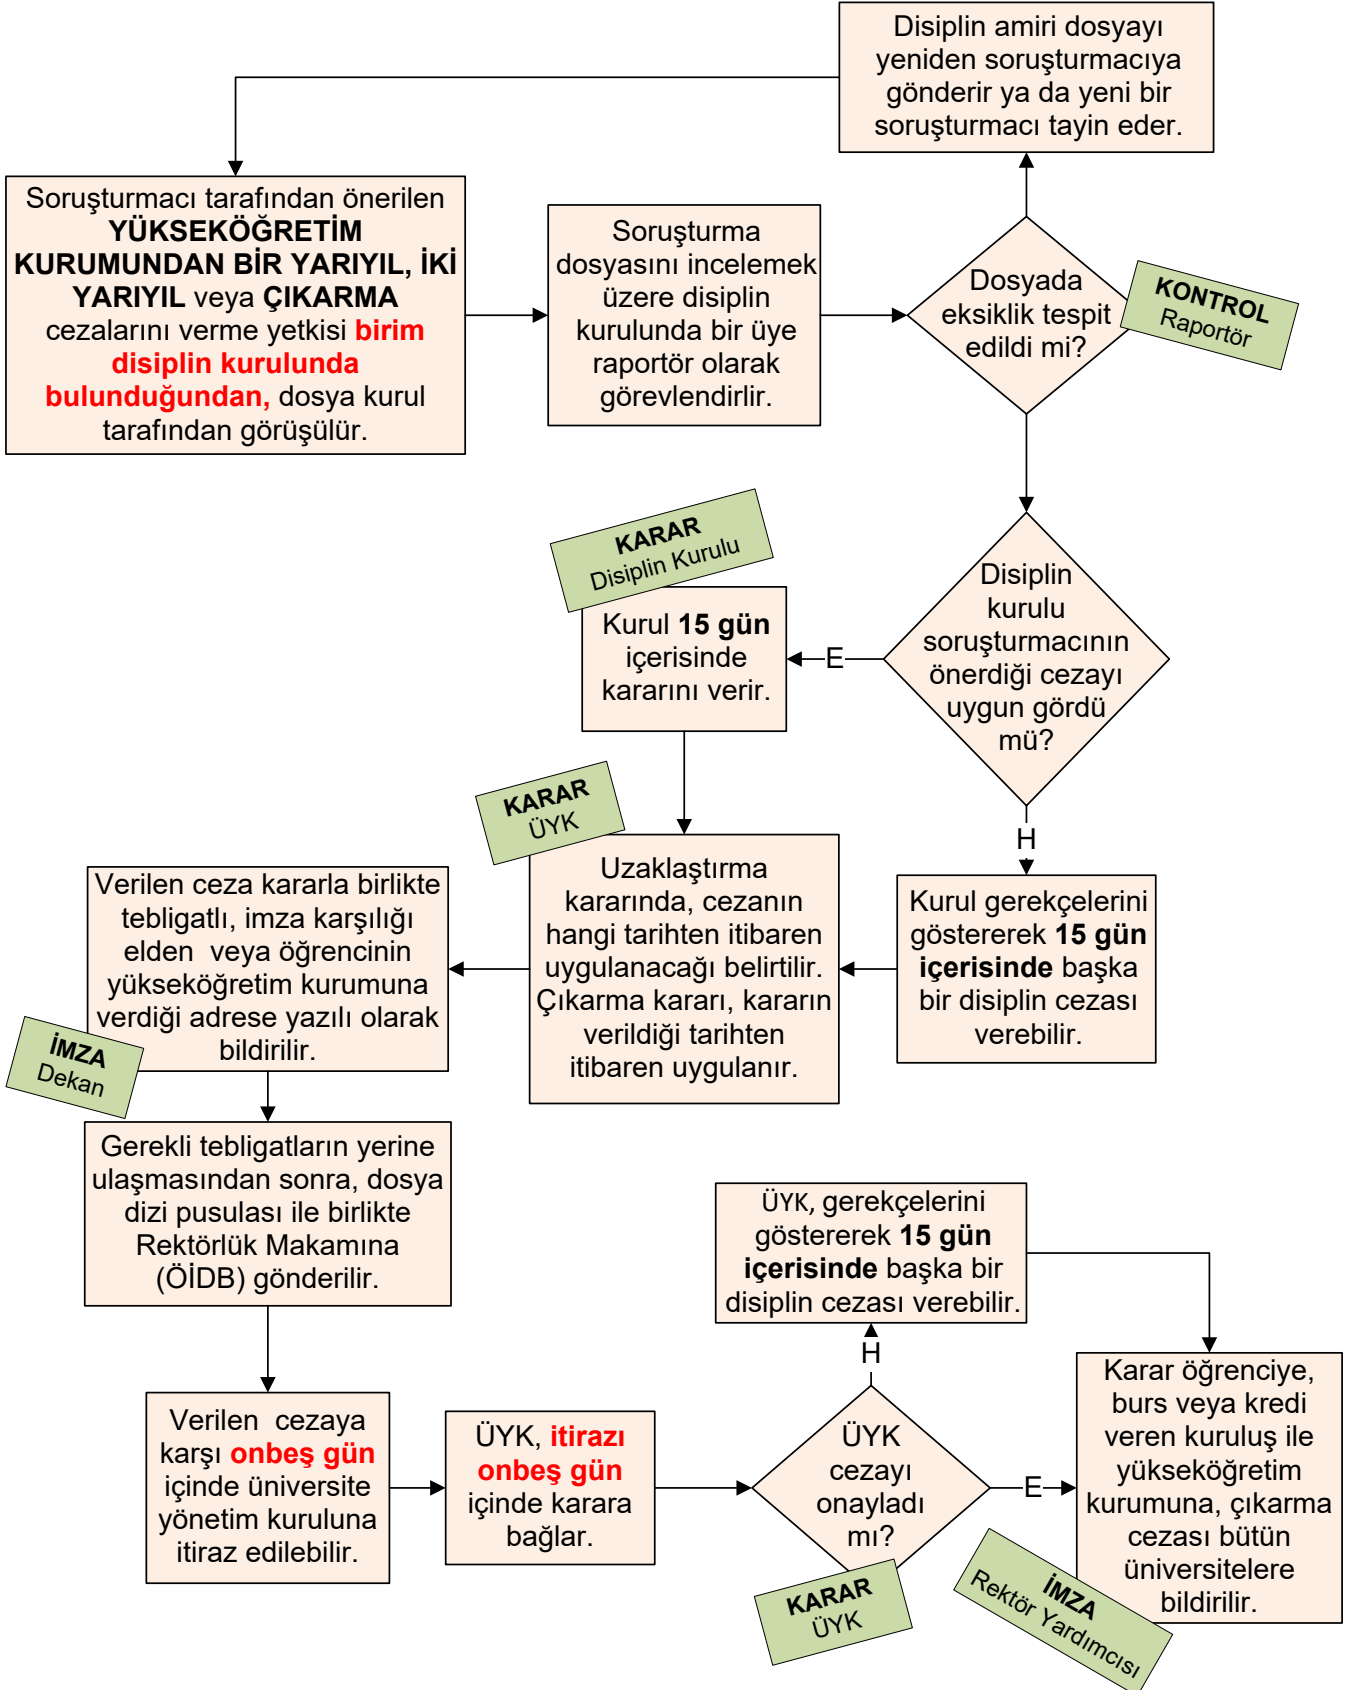 Disiplin amiri dosyayı
yeniden soruşturmacıya
gönderir ya da yeni bir
soruşturmacı tayin eder.
Soruşturmacı tarafından önerilen
YÜKSEKÖĞRETİM
KURUMUNDAN BİR YARIYIL, İKİ
YARIYIL veya ÇIKARMA
cezalarını verme yetkisi birim
disiplin kurulunda
bulunduğundan, dosya kurul
tarafından görüşülür.
Soruşturma
dosyasını incelemek
üzere disiplin
kurulunda bir üye
raportör olarak
görevlendirlir.
Dosyada
eksiklik tespit
edildi mi?
KONTROL
Raportör
Disiplin
kurulu
soruşturmacının
önerdiği cezayı
uygun gördü
mü?
E
H
KARAR
Disiplin Kurulu
Kurul 15 gün
içerisinde
kararını verir.
Kurul gerekçelerini
göstererek 15 gün
içerisinde başka
bir disiplin cezası
verebilir.
KARAR
ÜYK
Uzaklaştırma
kararında, cezanın
hangi tarihten itibaren
uygulanacağı belirtilir.
Çıkarma kararı, kararın
verildiği tarihten
itibaren uygulanır.
Verilen ceza kararla birlikte
tebligatlı, imza karşılığı
elden  veya öğrencinin
yükseköğretim kurumuna
verdiği adrese yazılı olarak
bildirilir.
İMZA
Dekan
Gerekli tebligatların yerine
ulaşmasından sonra, dosya
dizi pusulası ile birlikte
Rektörlük Makamına
(ÖİDB) gönderilir.
Verilen  cezaya
karşı onbeş gün
içinde üniversite
yönetim kuruluna
itiraz edilebilir.
ÜYK, itirazı
onbeş gün
içinde karara
bağlar.
ÜYK
cezayı
onayladı
mı?
KARAR
ÜYK
H
E
ÜYK, gerekçelerini
göstererek 15 gün
içerisinde başka bir
disiplin cezası verebilir.
Karar öğrenciye,
burs veya kredi
veren kuruluş ile
yükseköğretim
kurumuna, çıkarma
cezası bütün
üniversitelere
bildirilir.
İMZA
Rektör Yardımcısı